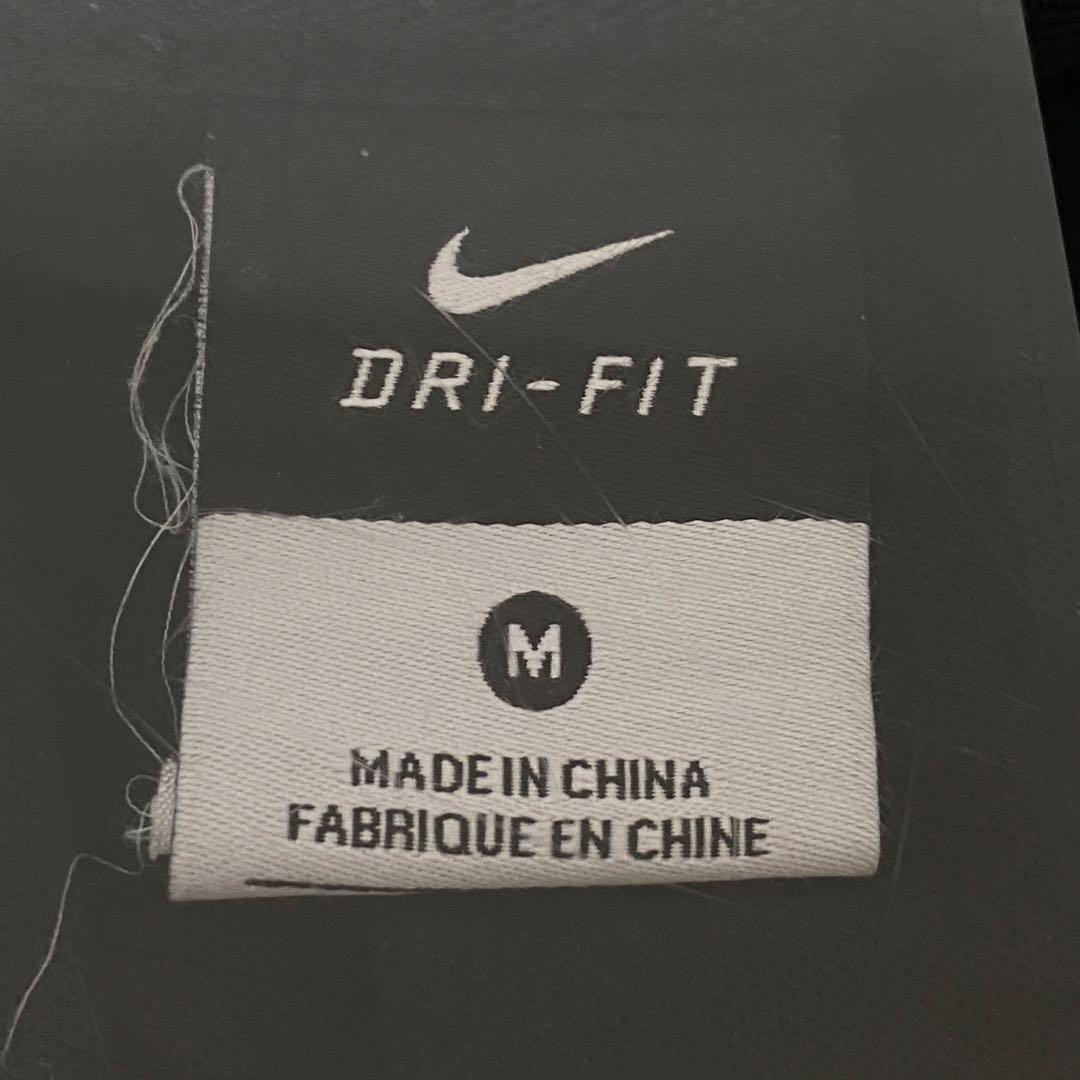 DRI-FIT
M
MADE IN CHINA
FABRIQUE EN CHINE